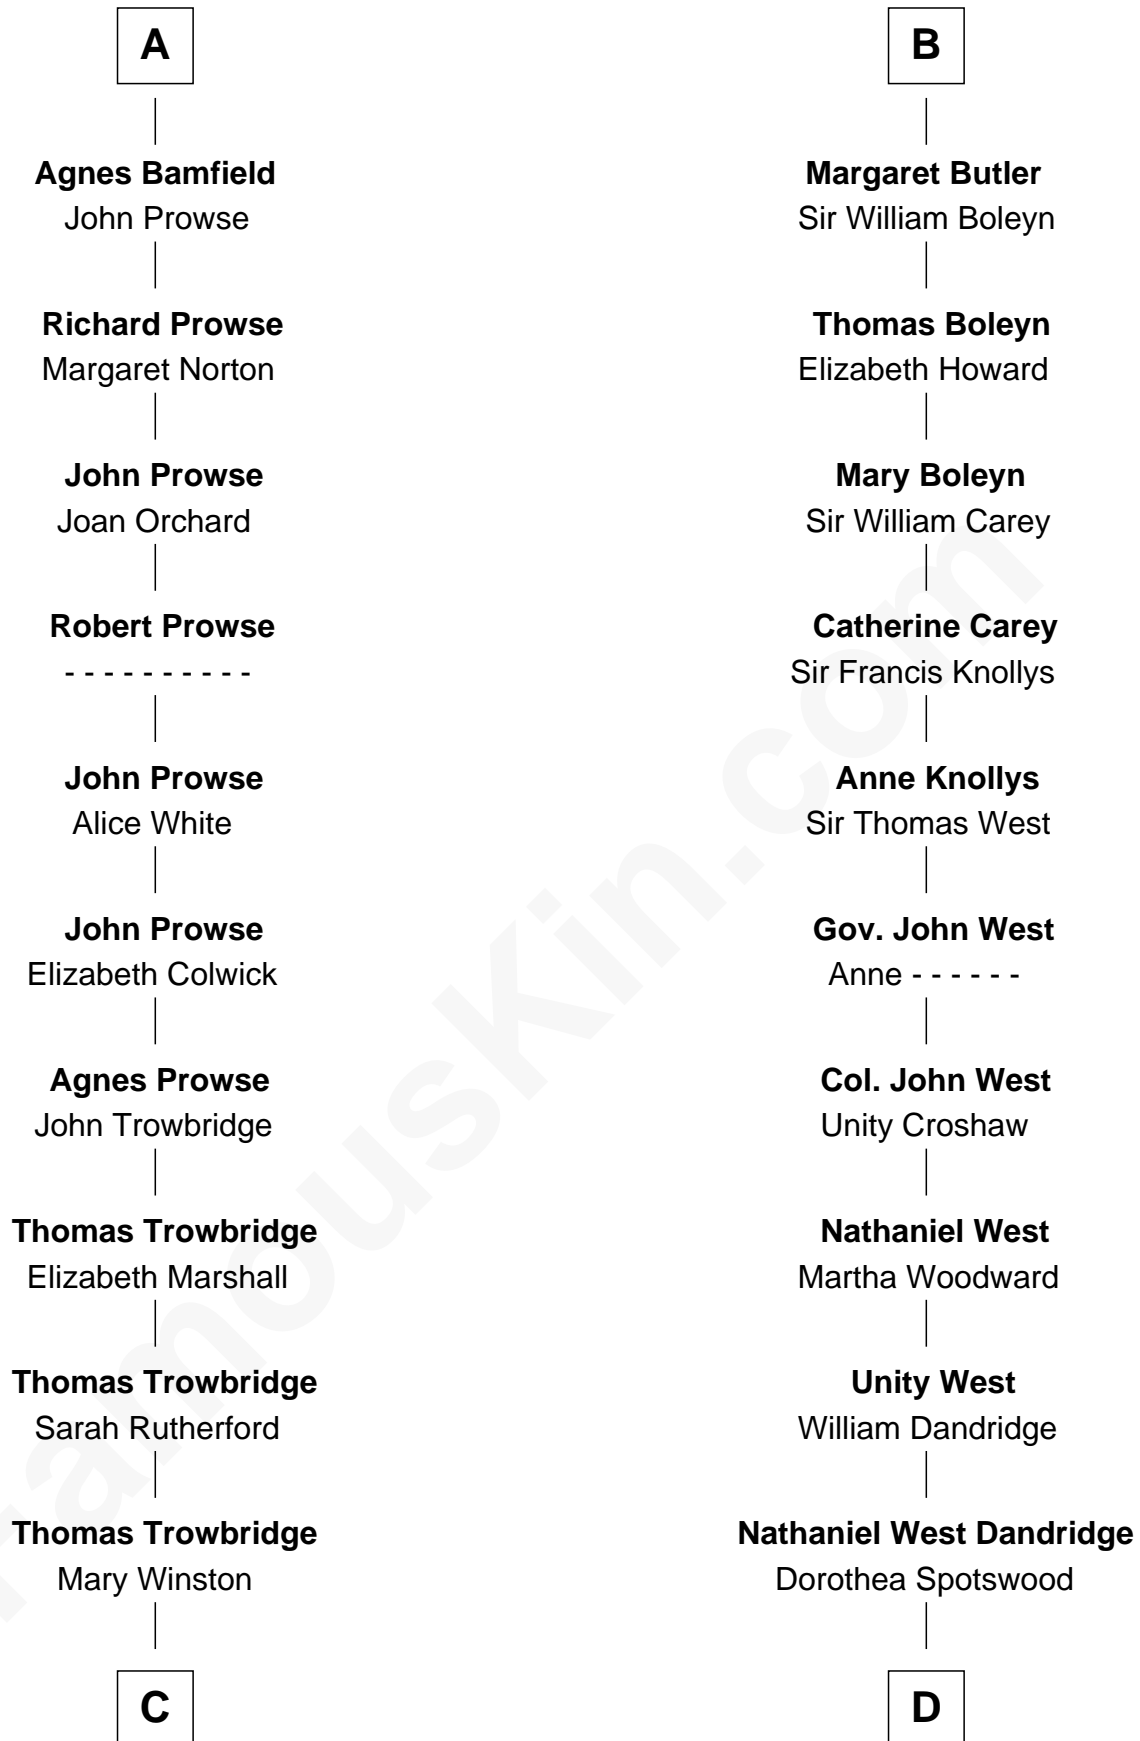 A
Agnes Bamfield
John Prowse
Richard Prowse
Margaret Norton
John Prowse
Joan Orchard
Robert Prowse
- - - - - - - - - -
John Prowse
Alice White
John Prowse
Elizabeth Colwick
Agnes Prowse
John Trowbridge
Thomas Trowbridge
Elizabeth Marshall
Thomas Trowbridge
Sarah Rutherford
Thomas Trowbridge
Mary Winston
C
B
Margaret Butler
Sir William Boleyn
Thomas Boleyn
Elizabeth Howard
Mary Boleyn
Sir William Carey
Catherine Carey
Sir Francis Knollys
Anne Knollys
Sir Thomas West
Gov. John West
Anne - - - - - -
Col. John West
Unity Croshaw
Nathaniel West
Martha Woodward
Unity West
William Dandridge
Nathaniel West Dandridge
Dorothea Spotswood
D
FamousKin.com